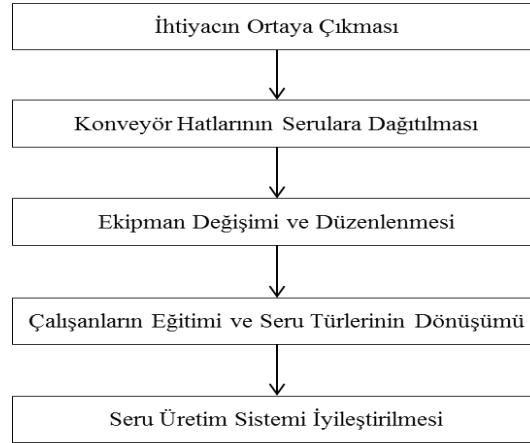 İhtiyacın Ortaya Çıkması
Konveyör Hatlarının Serulara Dağıtılması
Ekipman Değişimi ve Düzenlenmesi
Çalışanların Eğitimi ve Seru Türlerinin Dönüşümü
Seru Üretim Sistemi İyileştirilmesi